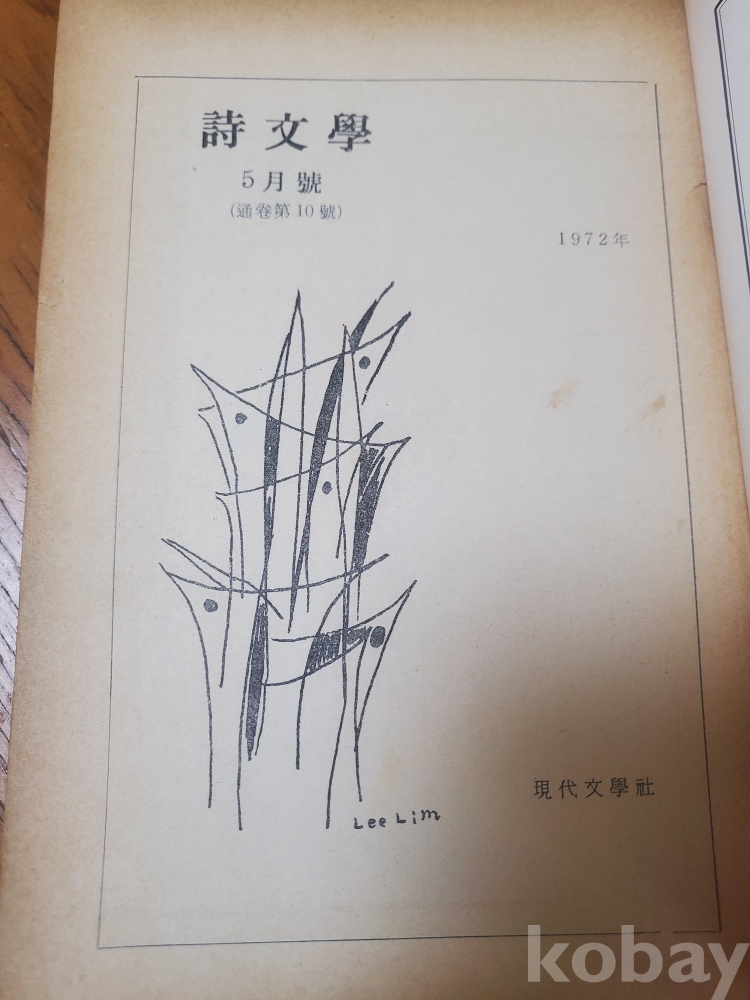 詩文學
5月號
(通卷第10號)
1972年
Lee Lim
現代文學社
kobay